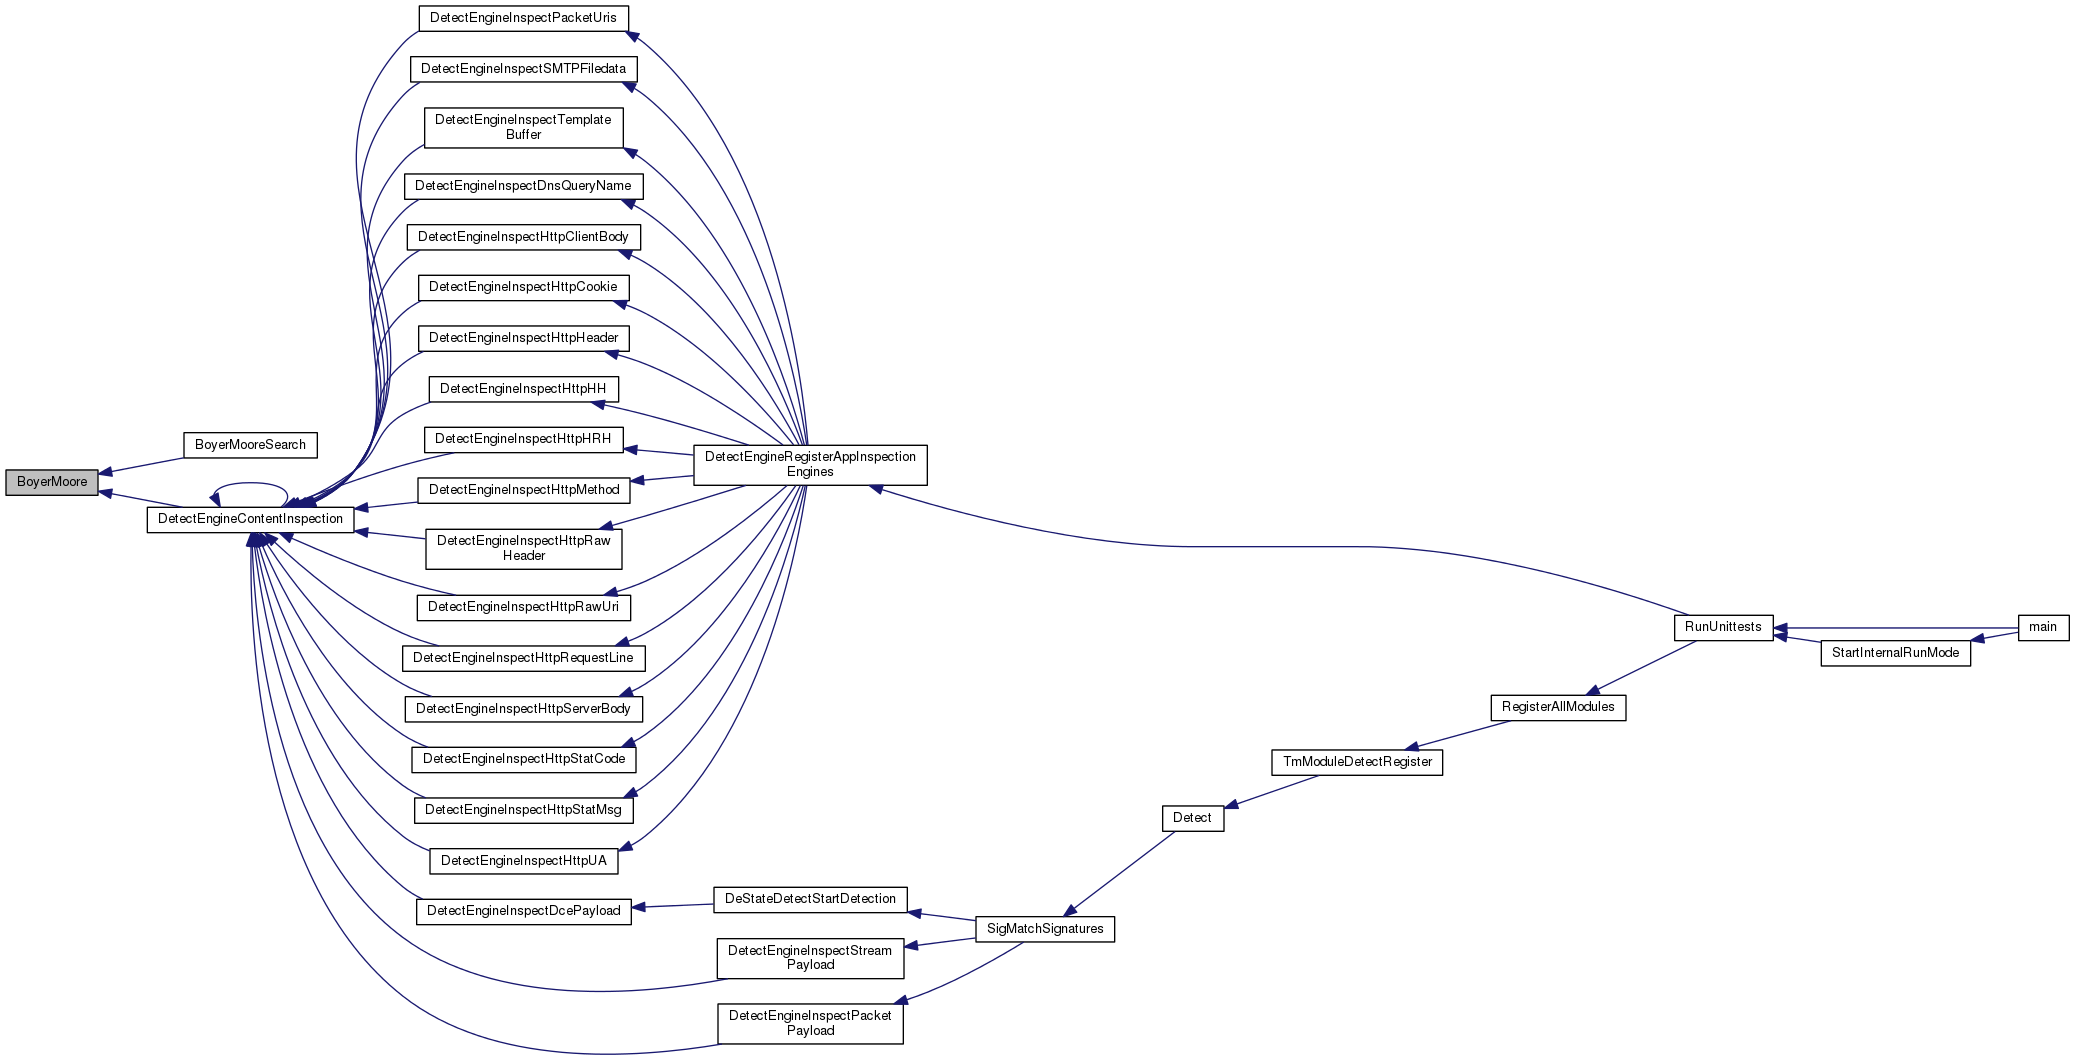 DetectEngineInspectPacketUris
DetectEngineInspectSMTPFiledata
DetectEngineInspectTemplate
Buffer
DetectEngineInspectDnsQueryName
DetectEngineInspectHttpClientBody
DetectEngineInspectHttpCookie
DetectEngineInspectHttpHeader
DetectEngineInspectHttpHH
DetectEngineInspectHttpHRH
BoyerMooreSearch
BoyerMoore
DetectEngineContentInspection
DetectEngineInspectHttpMethod
DetectEngineRegisterAppInspection
Engines
DetectEngineInspectHttpRaw
Header
DetectEngineInspectHttpRawUri
DetectEngineInspectHttpRequestLine
DetectEngineInspectHttpServerBody
DetectEngineInspectHttpStatCode
DetectEngineInspectHttpStatMsg
DetectEngineInspectHttpUA
DetectEngineInspectDcePayload
DeStateDetectStartDetection
DetectEngineInspectStream
Payload
DetectEngineInspectPacket
Payload
SigMatchSignatures
Detect
TmModuleDetectRegister
RegisterAllModules
RunUnittests
StartInternalRunMode
main